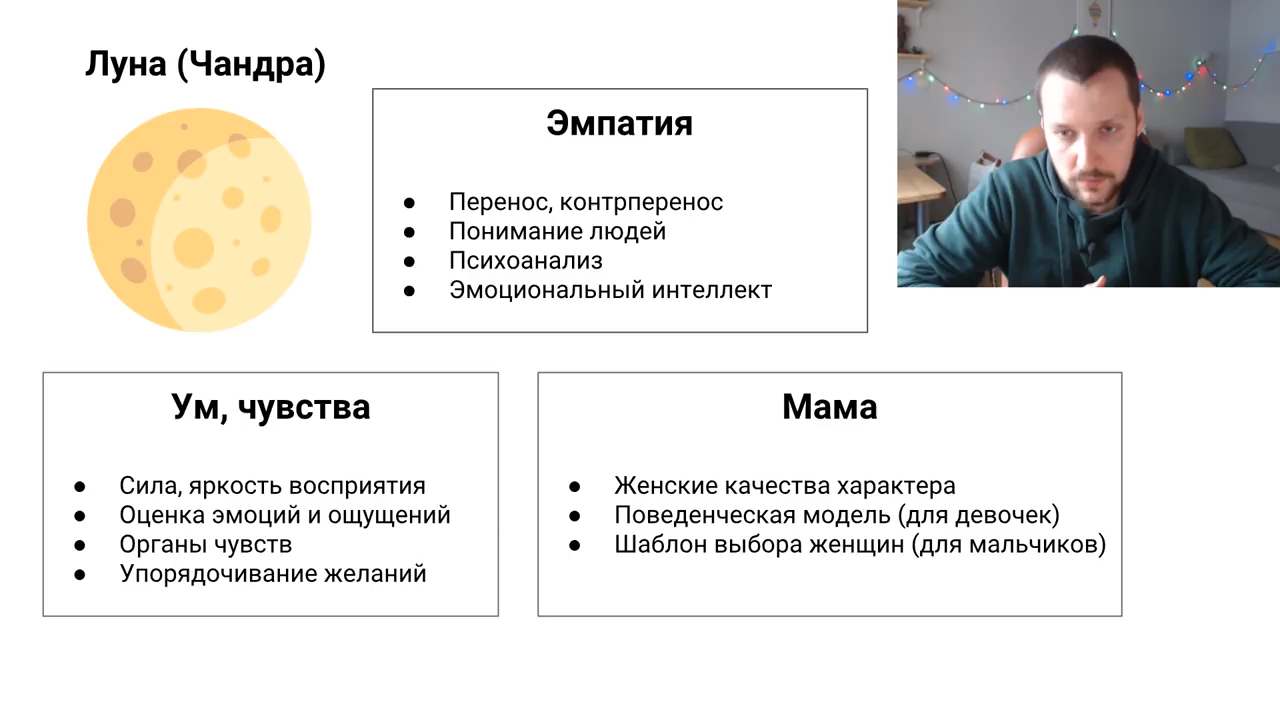 Луна (Чандра)
Эмпатия
● Перенос, контрперенос
● Понимание людей
● Психоанализ
● Эмоциональный интеллект
Ум, чувства
● Сила, яркость восприятия
● Оценка эмоций и ощущений
● Органы чувств
● Упорядочивание желаний
Мама
● Женские качества характера
● Поведенческая модель (для девочек)
● Шаблон выбора женщин (для мальчиков)